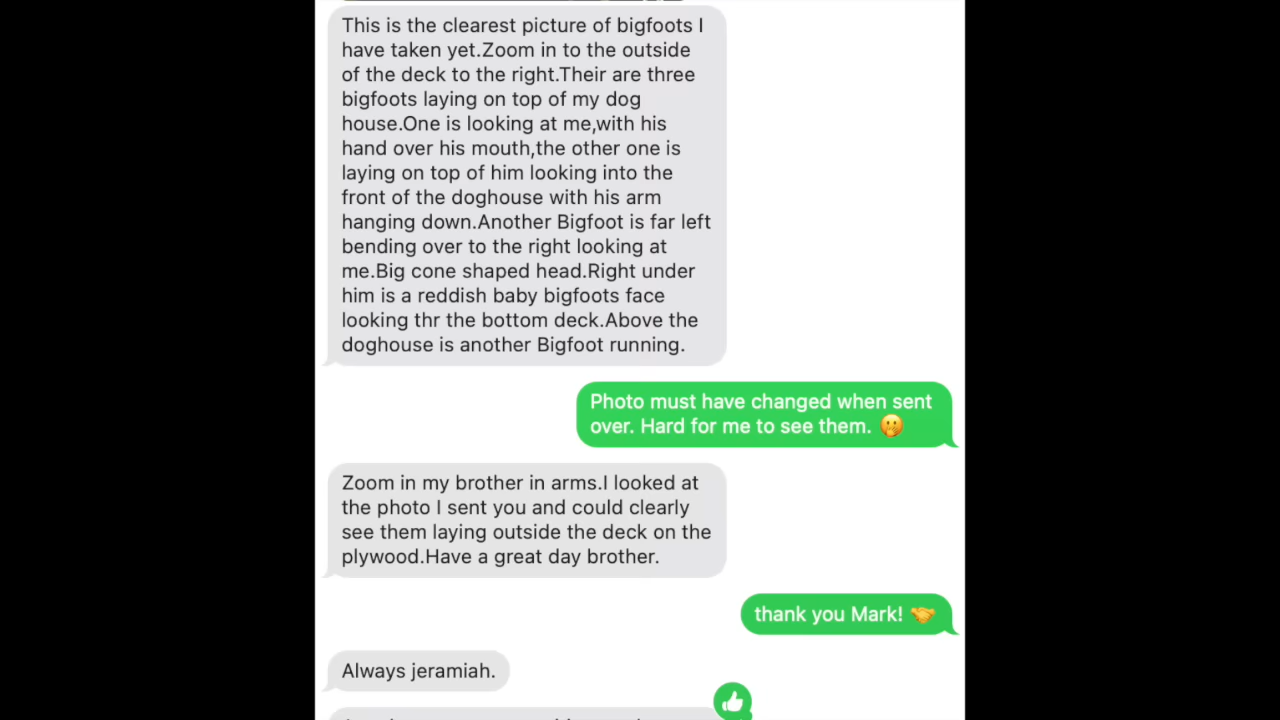 This is the clearest picture of bigfoots I
have taken yet.Zoom in to the outside
of the deck to the right.Their are three
bigfoots laying on top of my dog
house.One is looking at me,with his
hand over his mouth,the other one is
laying on top of him looking into the
front of the doghouse with his arm
hanging down.Another Bigfoot is far left
bending over to the right looking at
me.Big cone shaped head.Right under
him is a reddish baby bigfoots face
looking thr the bottom deck.Above the
doghouse is another Bigfoot running.
Photo must have changed when sent
over. Hard for me to see them. 🤭
Zoom in my brother in arms.I looked at
the photo I sent you and could clearly
see them laying outside the deck on the
plywood.Have a great day brother.
thank you Mark! 🤝
Always jeramiah.